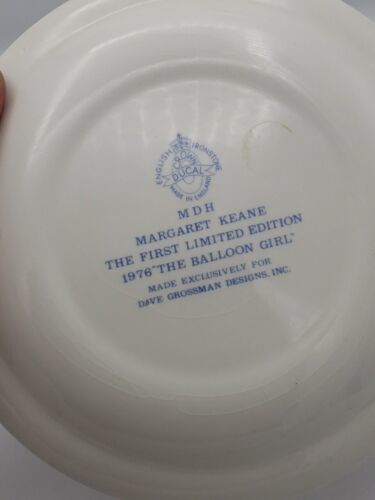 ENGLISH IRONSTONE
CROWN
DUCAL
MADE IN ENGLAND
MDH
MARGARET KEANE
THE FIRST LIMITED EDITION
1976 "THE BALLOON GIRL"
MADE EXCLUSIVELY FOR
DAVE GROSSMAN DESIGNS, INC.